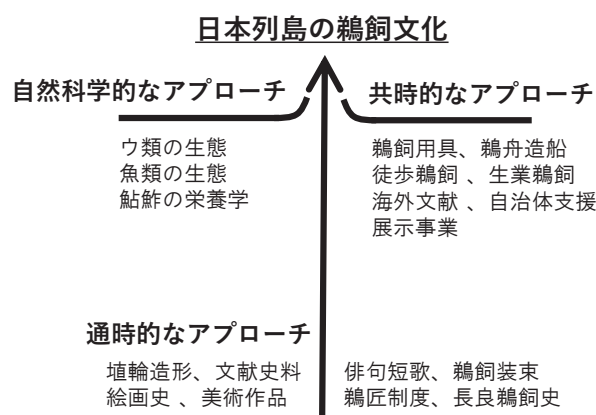 日本列島の鵜飼文化
自然科学的なアプローチ
ウ類の生態
魚類の生態
鮎鮓の栄養学
共時的なアプローチ
鵜飼用具、鵜舟造船
徒歩鵜飼 、生業鵜飼
海外文献 、自治体支援
展示事業
通時的なアプローチ
埴輪造形、文献史料
絵画史 、美術作品
俳句短歌、鵜飼装束
鵜匠制度、長良鵜飼史